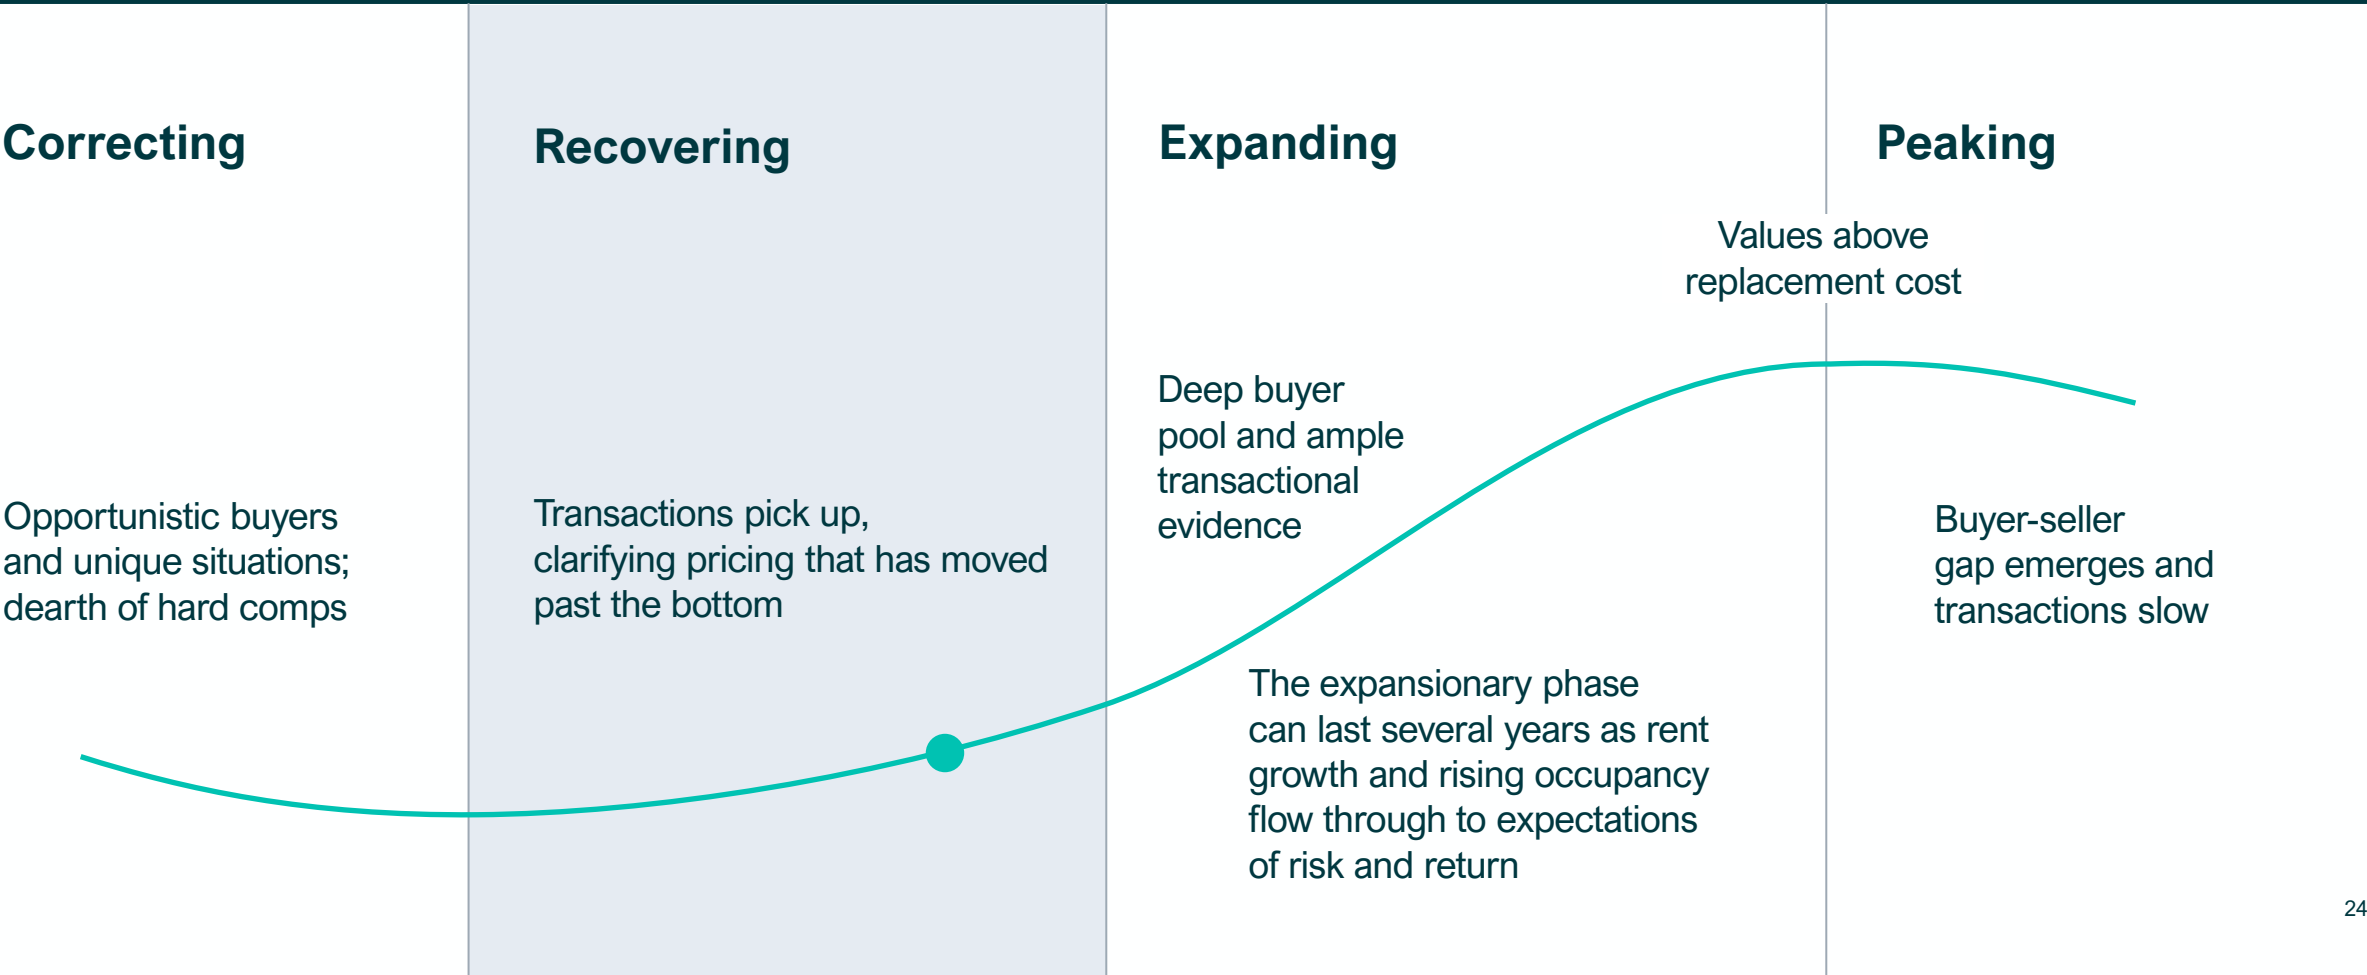 Correcting
Recovering
Expanding
Peaking
Values above
replacement cost
Deep buyer
pool and ample
transactional
evidence
Opportunistic buyers
and unique situations;
dearth of hard comps
Transactions pick up,
clarifying pricing that has moved
past the bottom
Buyer-seller
gap emerges and
transactions slow
The expansionary phase
can last several years as rent
growth and rising occupancy
flow through to expectations
of risk and return
24